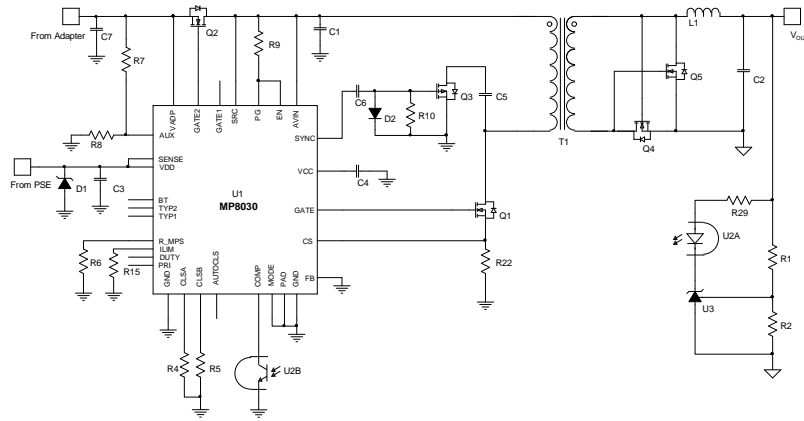 From Adapter
C7
Q2
R7
R9
C1
L1
VOUT
Q5
C2
Q3
C5
C6
D2
R10
T1
Q4
VADP
GATE2
GATE1
SRC
PG
EN
AVIN
R8
AUX
SYNC
SENSE
VDD
From PSE
D1
C3
VCC
C4
U1
MP8030
BT
TYP2
TYP1
GATE
Q1
R29
U2A
R_MPS
ILIM
DUTY
PRI
CS
R6
R15
R22
R1
FB
GND
CLSA
CLSB
AUTOCLS
COMP
MODE
PAD
GND
U3
R2
R4
R5
U2B